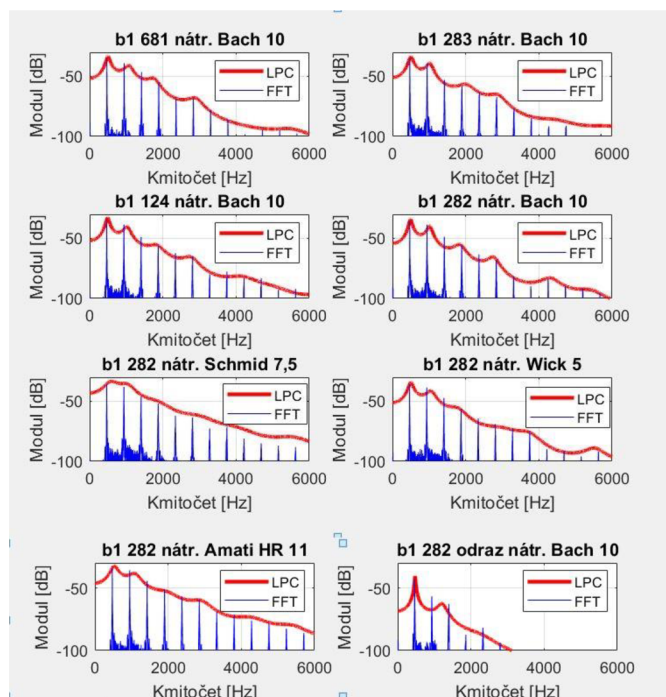 b1 681 nátr. Bach 10
Modul [dB]
-50
-100
LPC
FFT
0 2000 4000 6000
Kmitočet [Hz]
b1 283 nátr. Bach 10
Modul [dB]
-50
-100
LPC
FFT
0 2000 4000 6000
Kmitočet [Hz]
b1 124 nátr. Bach 10
Modul [dB]
-50
-100
LPC
FFT
0 2000 4000 6000
Kmitočet [Hz]
b1 282 nátr. Bach 10
Modul [dB]
-50
-100
LPC
FFT
0 2000 4000 6000
Kmitočet [Hz]
b1 282 nátr. Schmid 7,5
Modul [dB]
-50
-100
LPC
FFT
0 2000 4000 6000
Kmitočet [Hz]
b1 282 nátr. Wick 5
Modul [dB]
-50
-100
LPC
FFT
0 2000 4000 6000
Kmitočet [Hz]
b1 282 nátr. Amati HR 11
Modul [dB]
-50
-100
LPC
FFT
0 2000 4000 6000
Kmitočet [Hz]
b1 282 odraz nátr. Bach 10
Modul [dB]
-50
-100
LPC
FFT
0 2000 4000 6000
Kmitočet [Hz]